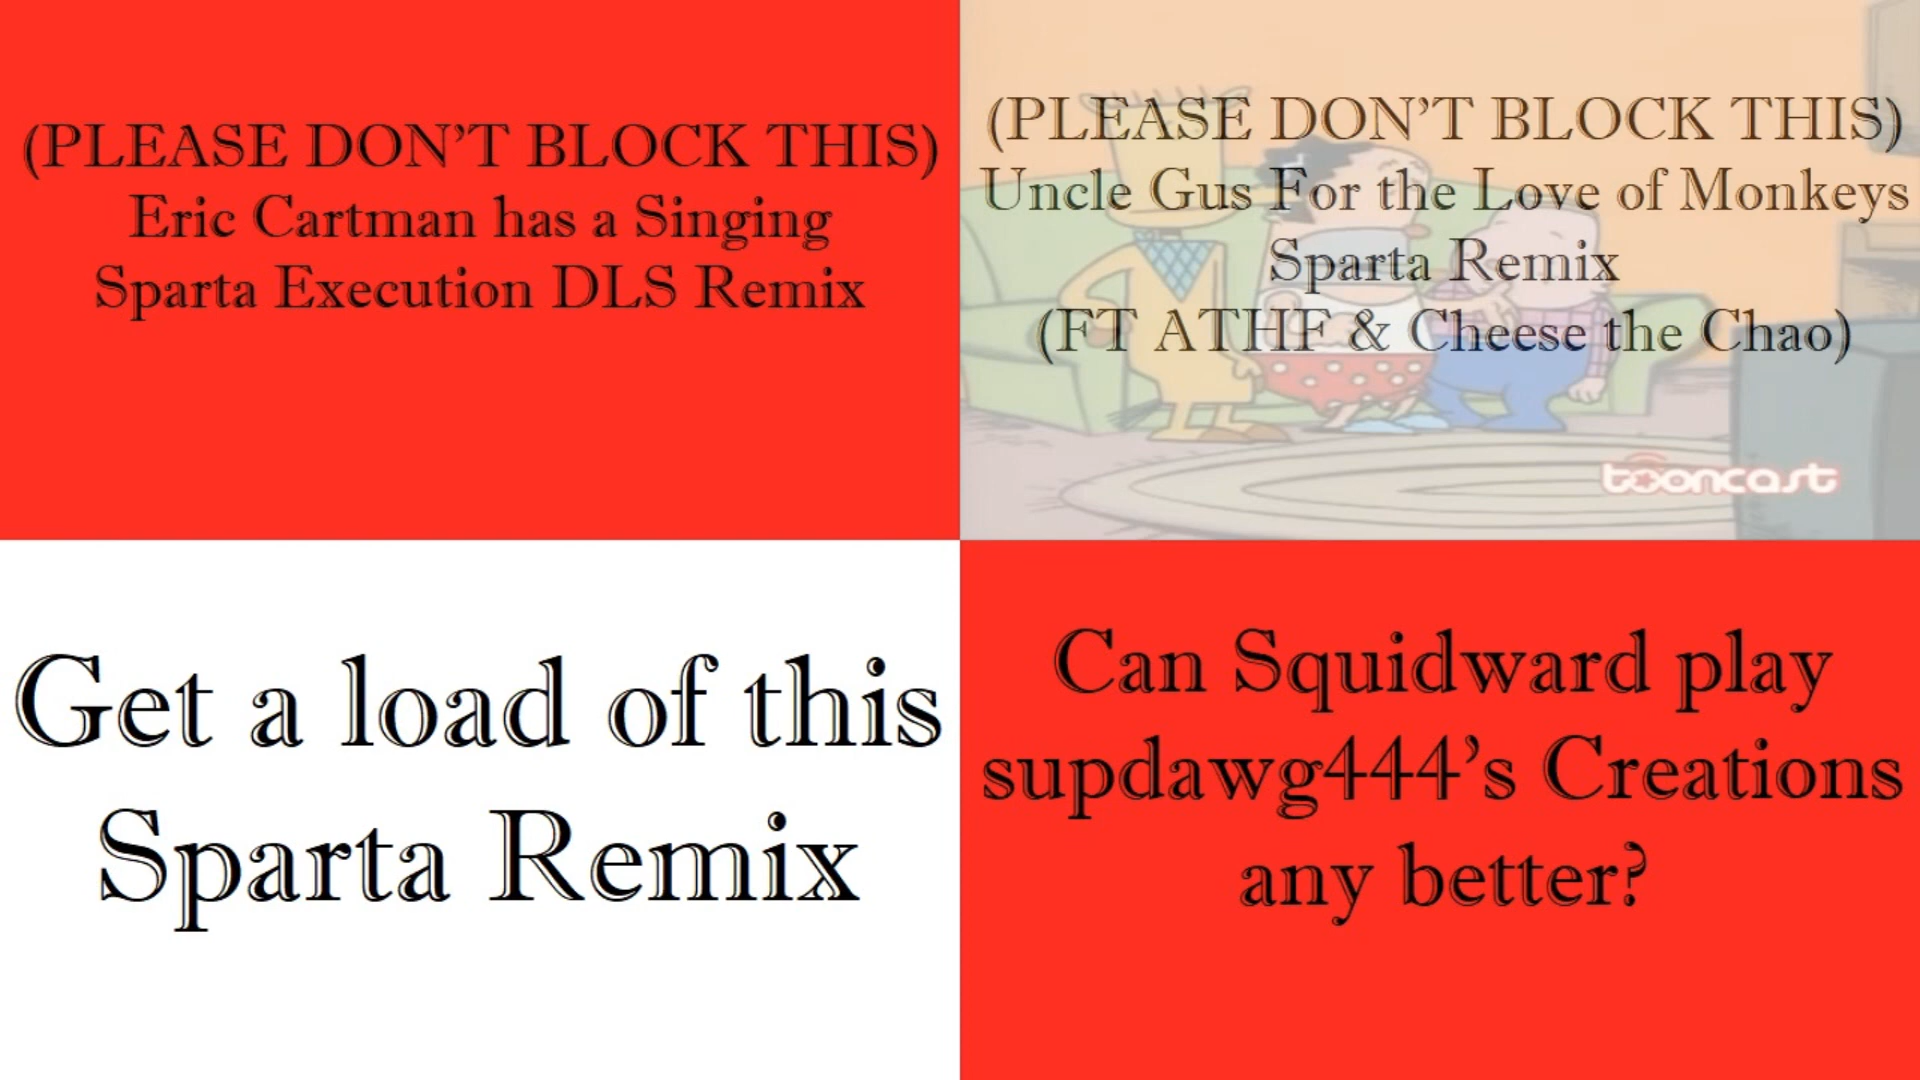 (PLEASE DON'T BLOCK THIS)
Eric Cartman has a Singing
Sparta Execution DLS Remix
(PLEASE DON'T BLOCK THIS)
Uncle Gus For the Love of Monkeys
Sparta Remix
(FT ATHF & Cheese the Chao)
tooncast
Get a load of this
Sparta Remix
Can Squidward play
supdawg444's Creations
any better?